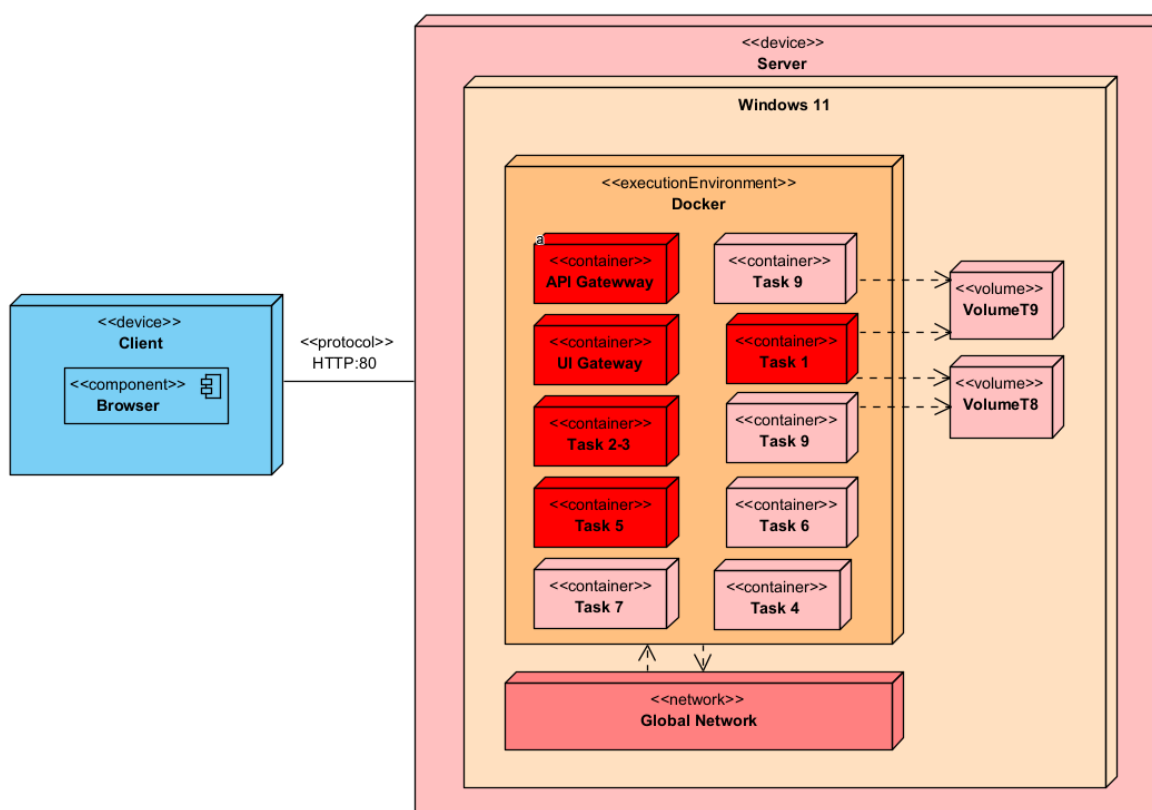 <<device>>
Server
Windows 11
<<executionEnvironment>>
Docker
a
<<container>>
API Gatewway
<<container>>
Task 9
<<volume>>
VolumeT9
<<device>>
Client
<<component>>
Browser
<<protocol>>
HTTP:80
<<container>>
UI Gateway
<<container>>
Task 1
<<volume>>
VolumeT8
<<container>>
Task 2-3
<<container>>
Task 9
<<container>>
Task 5
<<container>>
Task 6
<<container>>
Task 7
<<container>>
Task 4
<<network>>
Global Network